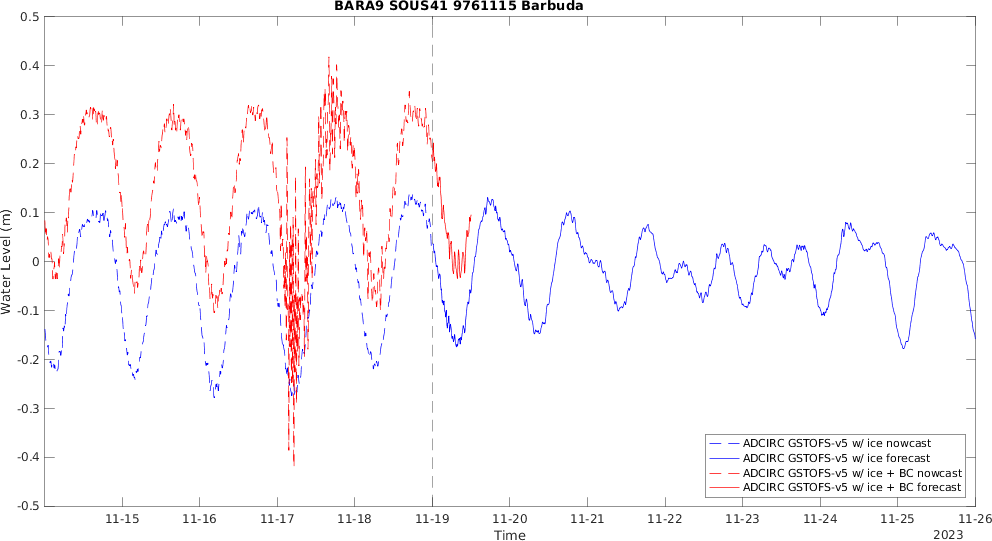 BARA9 SOUS41 9761115 Barbuda
Water Level (m)
0.5
0.4
0.3
0.2
0.1
0
-0.1
-0.2
-0.3
-0.4
-0.5
ADCIRC GSTOFS-v5 w/ ice nowcast
ADCIRC GSTOFS-v5 w/ ice forecast
ADCIRC GSTOFS-v5 w/ ice + BC nowcast
ADCIRC GSTOFS-v5 w/ ice + BC forecast
11-15 11-16 11-17 11-18 11-19 11-20 11-21 11-22 11-23 11-24 11-25 11-26
Time
2023